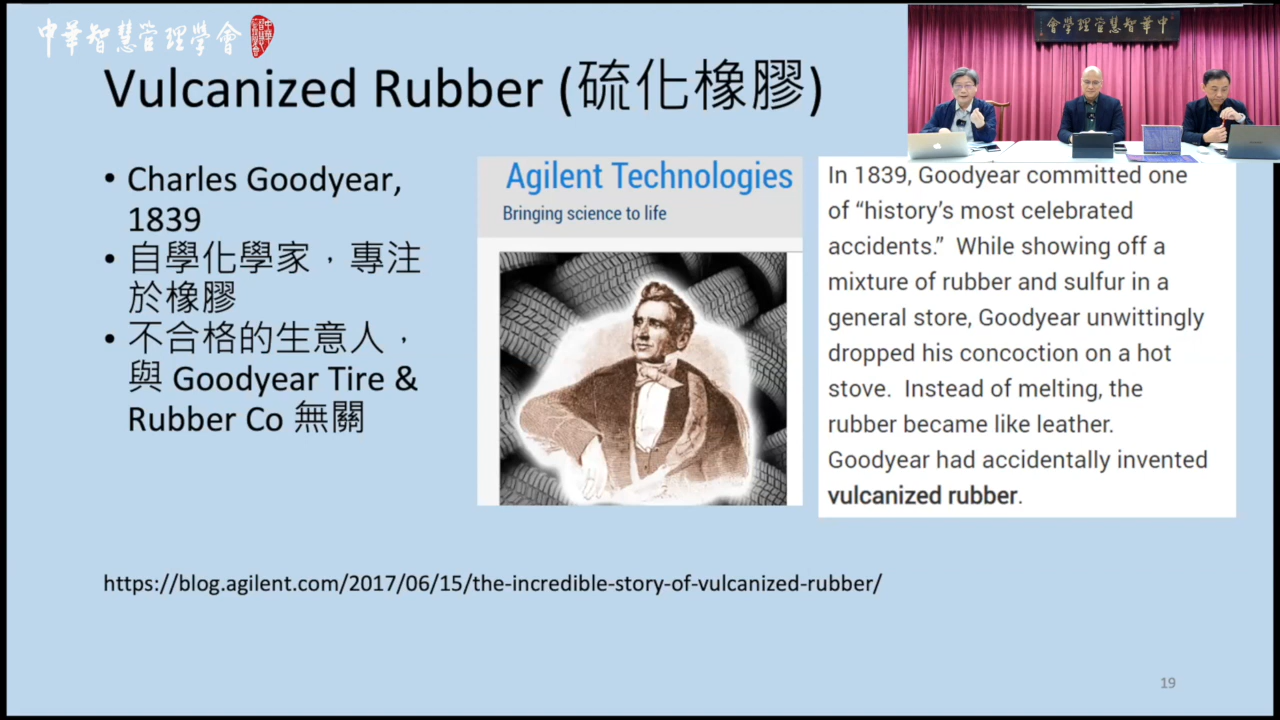 中華智慧管理學會
會學理管慧智華中
Vulcanized Rubber (硫化橡膠)
• Charles Goodyear,
1839
• 自學化學家，專注
於橡膠
• 不合格的生意人，
與 Goodyear Tire &
Rubber Co 無關
Agilent Technologies
Bringing science to life
In 1839, Goodyear committed one
of “history’s most celebrated
accidents.” While showing off a
mixture of rubber and sulfur in a
general store, Goodyear unwittingly
dropped his concoction on a hot
stove. Instead of melting, the
rubber became like leather.
Goodyear had accidentally invented
vulcanized rubber.
https://blog.agilent.com/2017/06/15/the-incredible-story-of-vulcanized-rubber/
19